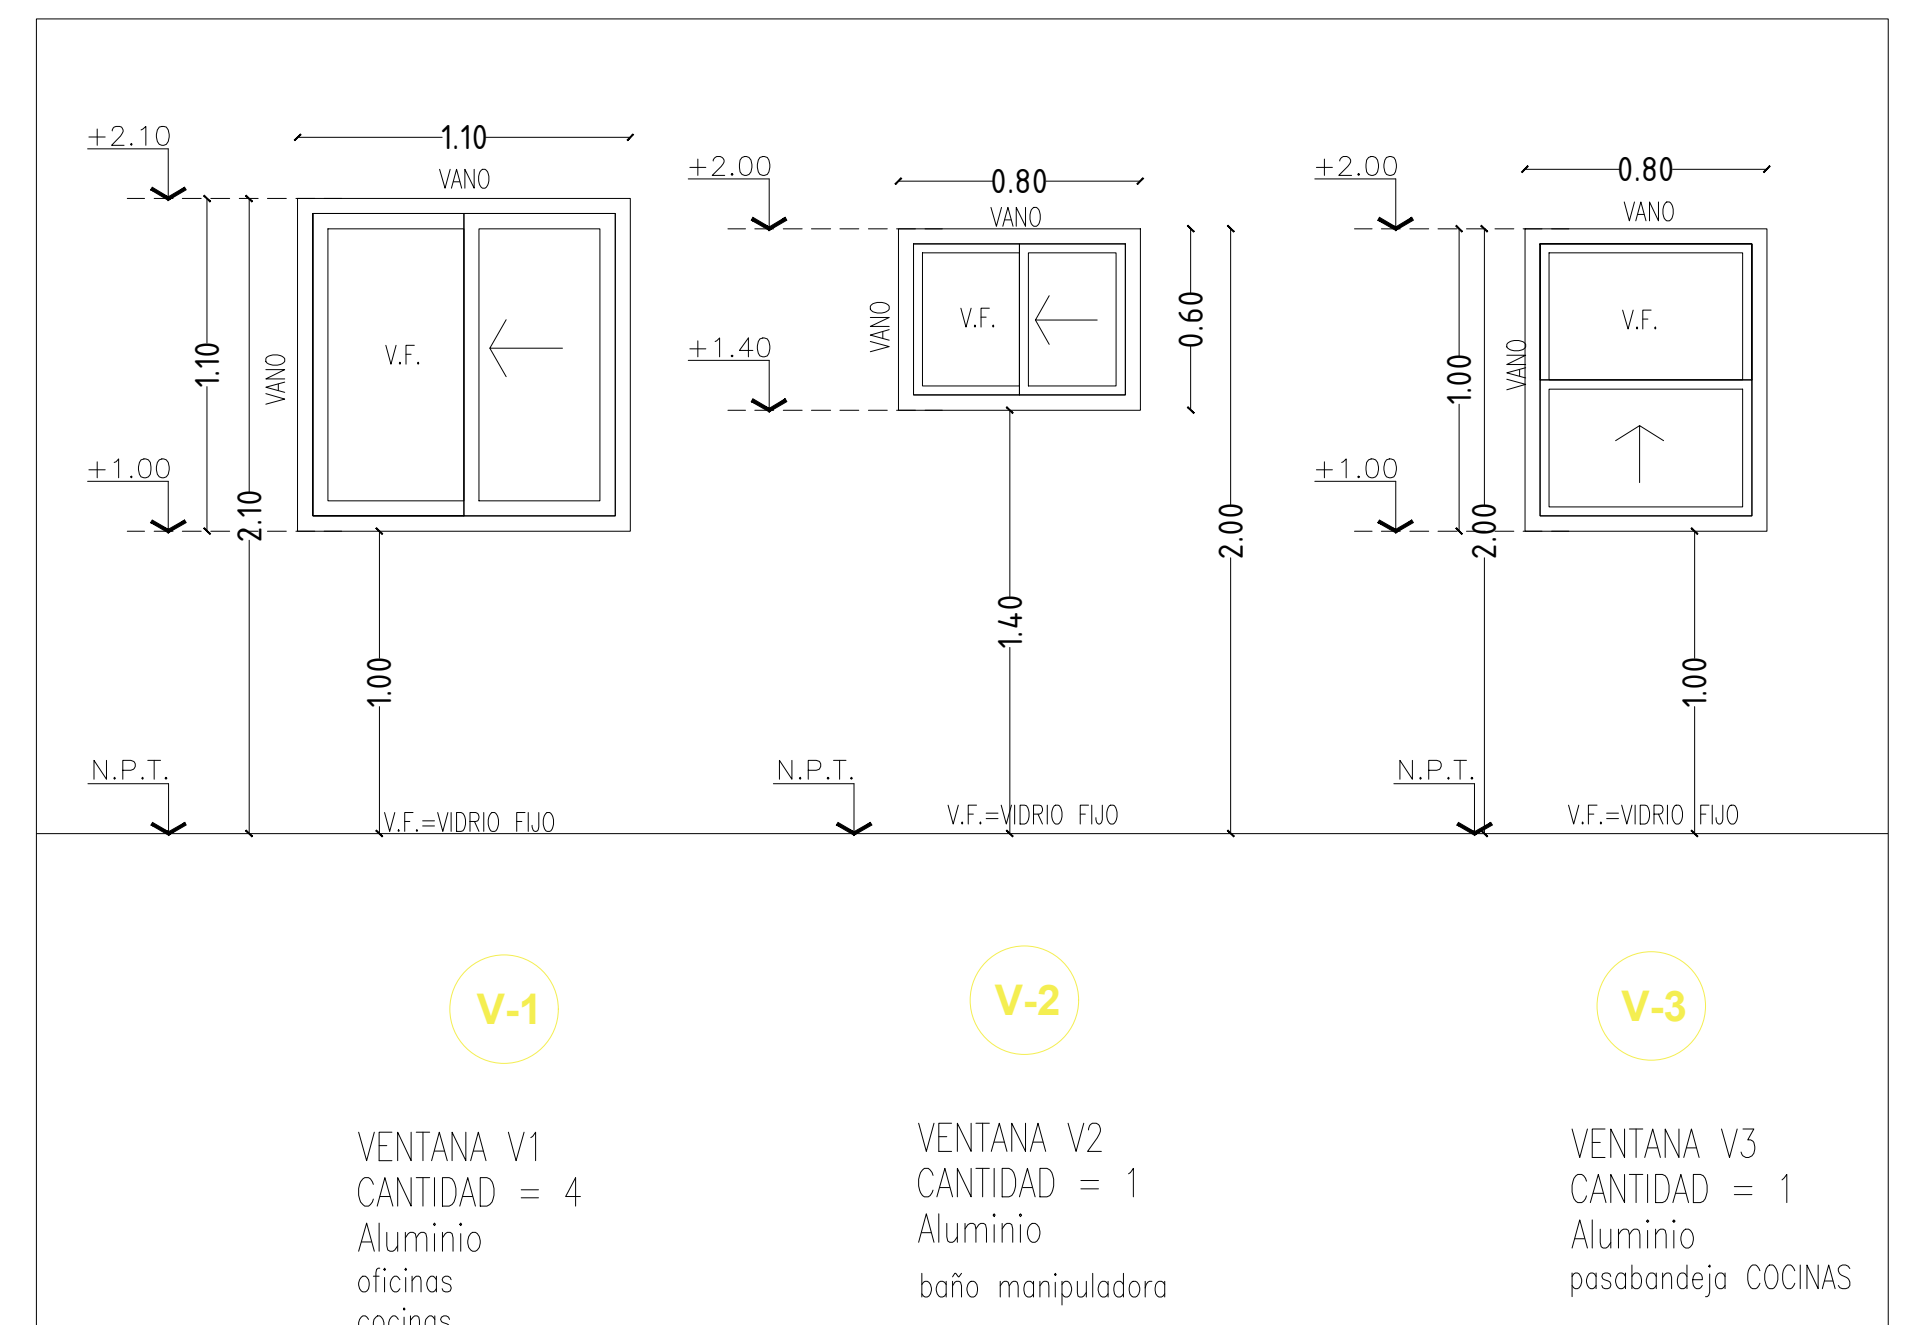 +2.10
1.10
VANO
1.10
VANO
V.F.
+1.00
2.10
1.00
N.P.T.
V.F.=VIDRIO FIJO
+2.00
0.80
VANO
VANO
V.F.
0.60
+1.40
2.00
1.40
N.P.T.
V.F.=VIDRIO FIJO
+2.00
0.80
VANO
V.F.
1.00
VANO
+1.00
2.00
1.00
N.P.T.
V.F.=VIDRIO FIJO
V-1
VENTANA V1
CANTIDAD = 4
Aluminio
oficinas
cocinas
V-2
VENTANA V2
CANTIDAD = 1
Aluminio
baño manipuladora
V-3
VENTANA V3
CANTIDAD = 1
Aluminio
pasabandeja COCINAS